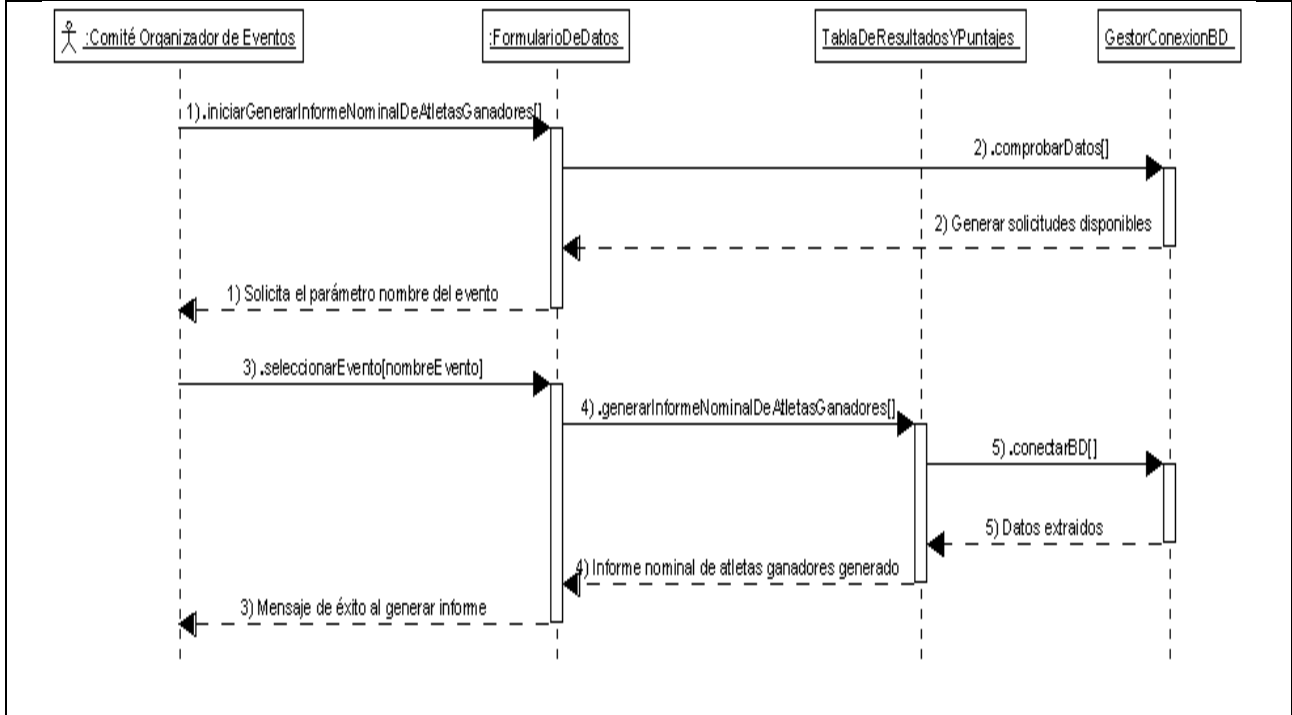 :Comité Organizador de Eventos
:FormularioDeDatos
TablaDeResultadosYPuntajes
GestorConexionBD
1).iniciarGenerarInformeNominalDeAtletasGanadores[]
2).comprobarDatos[]
2) Generar solicitudes disponibles
1) Solicita el parámetro nombre del evento
3).seleccionarEvento[nombreEvento]
4).generarInformeNominalDeAtletasGanadores[]
5).conectarBD[]
5) Datos extraidos
4) Informe nominal de atletas ganadores generado
3) Mensaje de éxito al generar informe